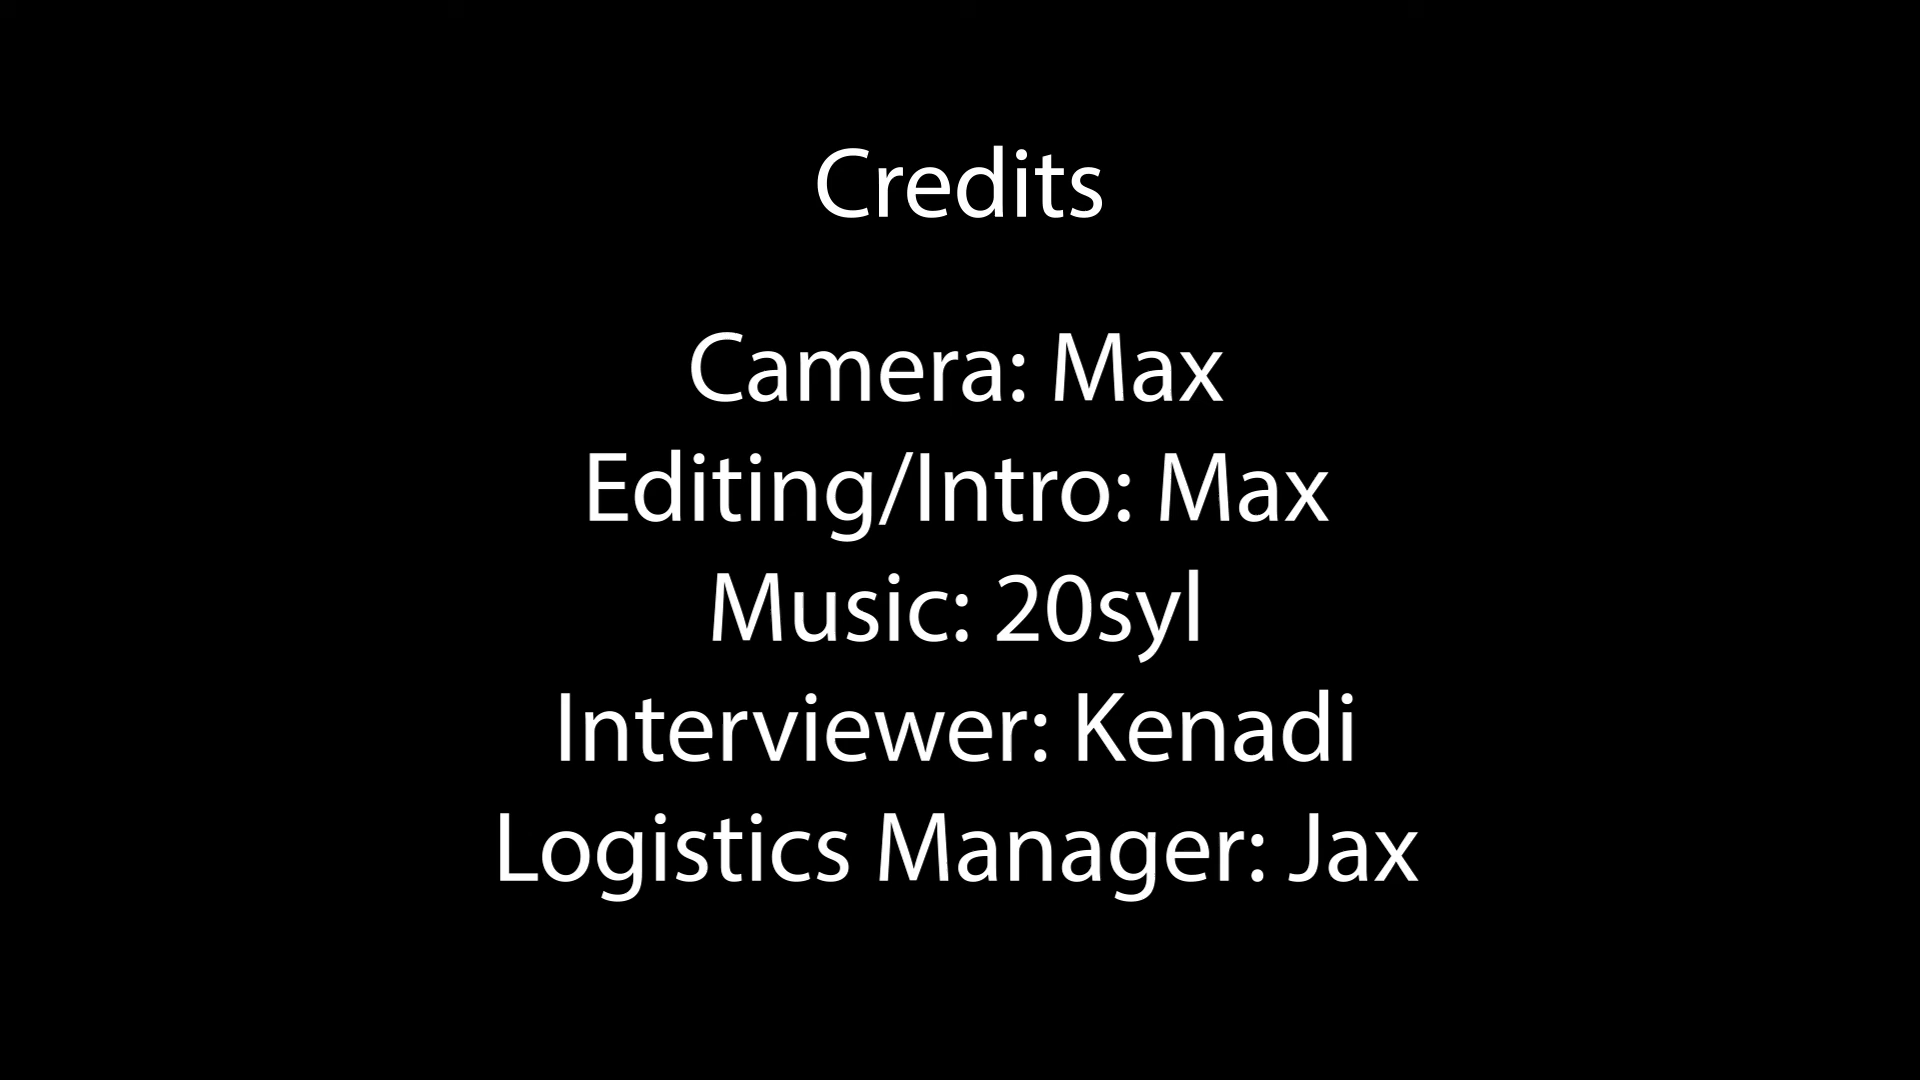 Credits
Camera: Max
Editing/Intro: Max
Music: 20syl
Interviewer: Kenadi
Logistics Manager: Jax